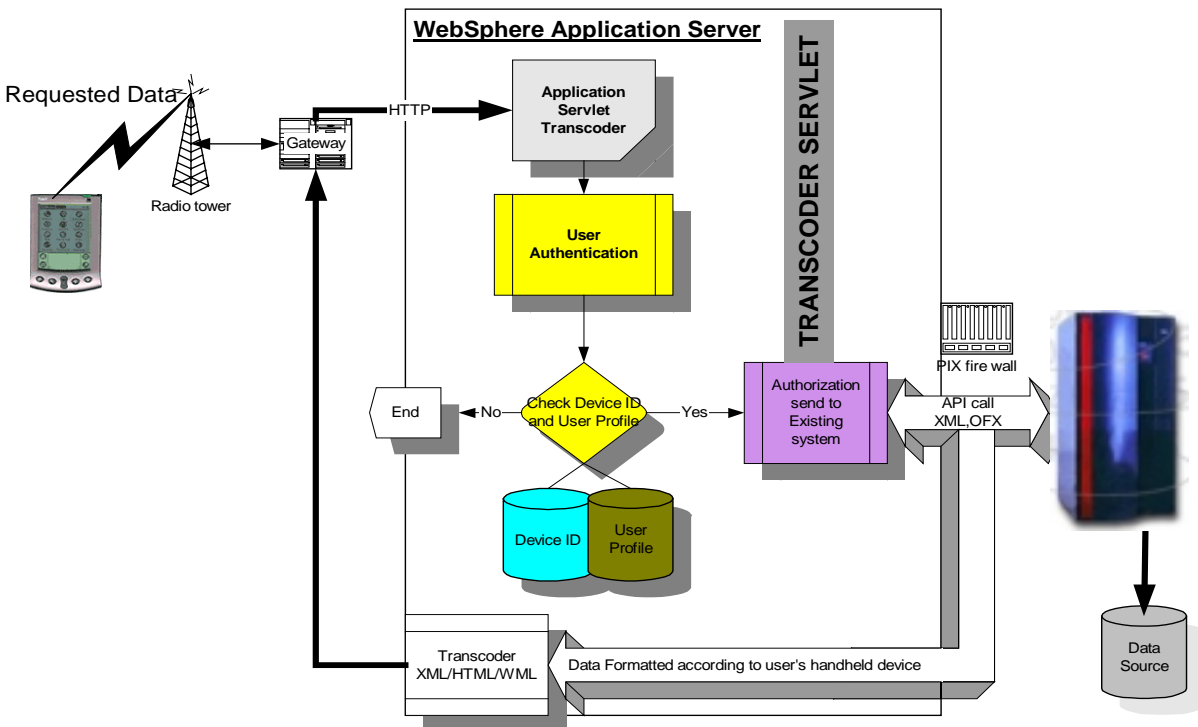 WebSphere Application Server
Requested Data
Radio tower
Gateway
HTTP
Application
Servlet
Transcoder
TRANSCODER SERVLET
User
Authentication
Check Device ID
and User Profile
No
End
Yes
Authorization
send to
Existing
system
PIX fire wall
API call
XML,OFX
Device ID
User
Profile
Transcoder
XML/HTML/WML
Data Formatted according to user's handheld device
Data
Source